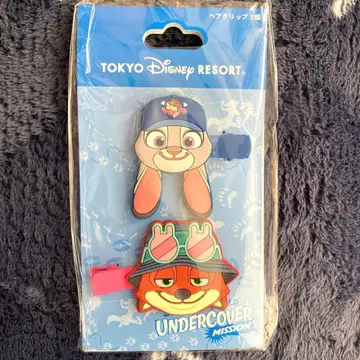 ヘアクリップ 2個
TOKYO Disney RESORT®
UNDERCOVER
MISSION